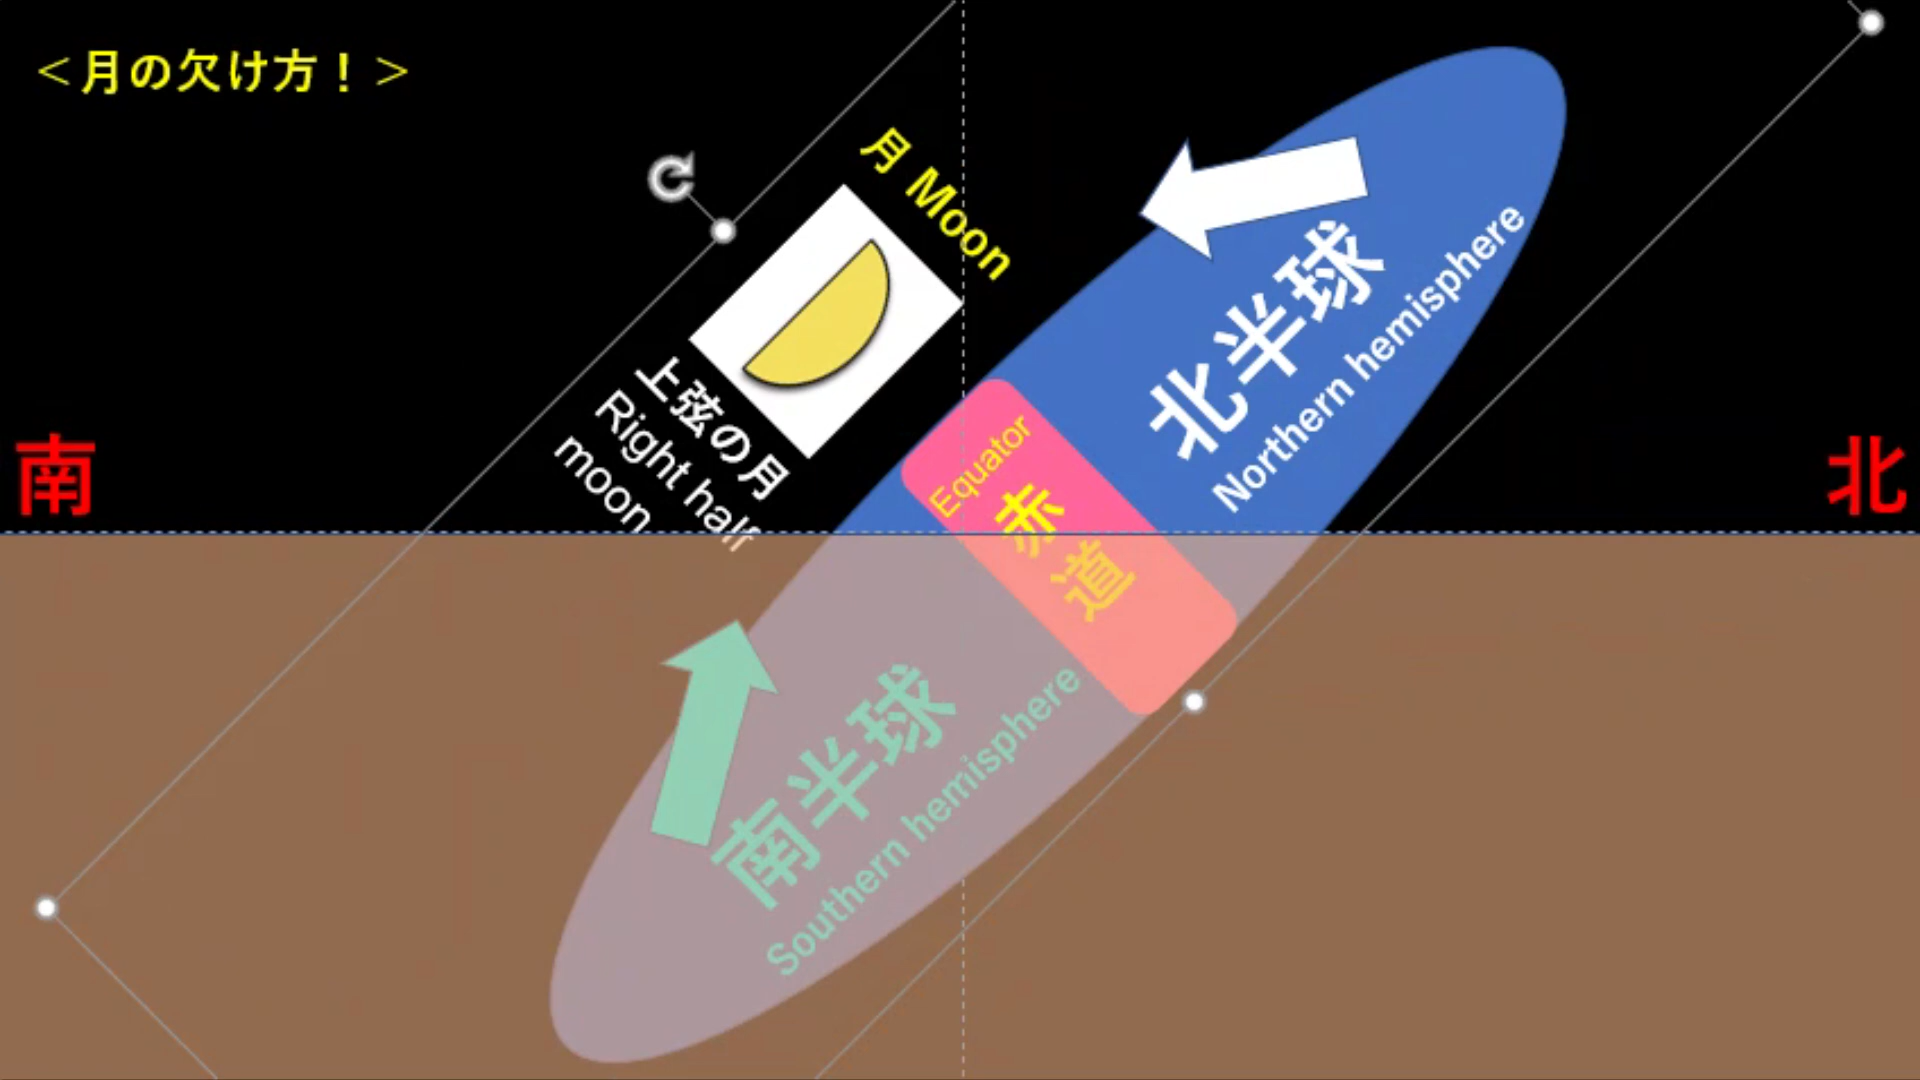 ＜月の欠け方！＞
月 Moon
上弦の月
Right half
moon
南
北
北半球
Northern hemisphere
Equator
赤
道
南半球
Southern hemisphere